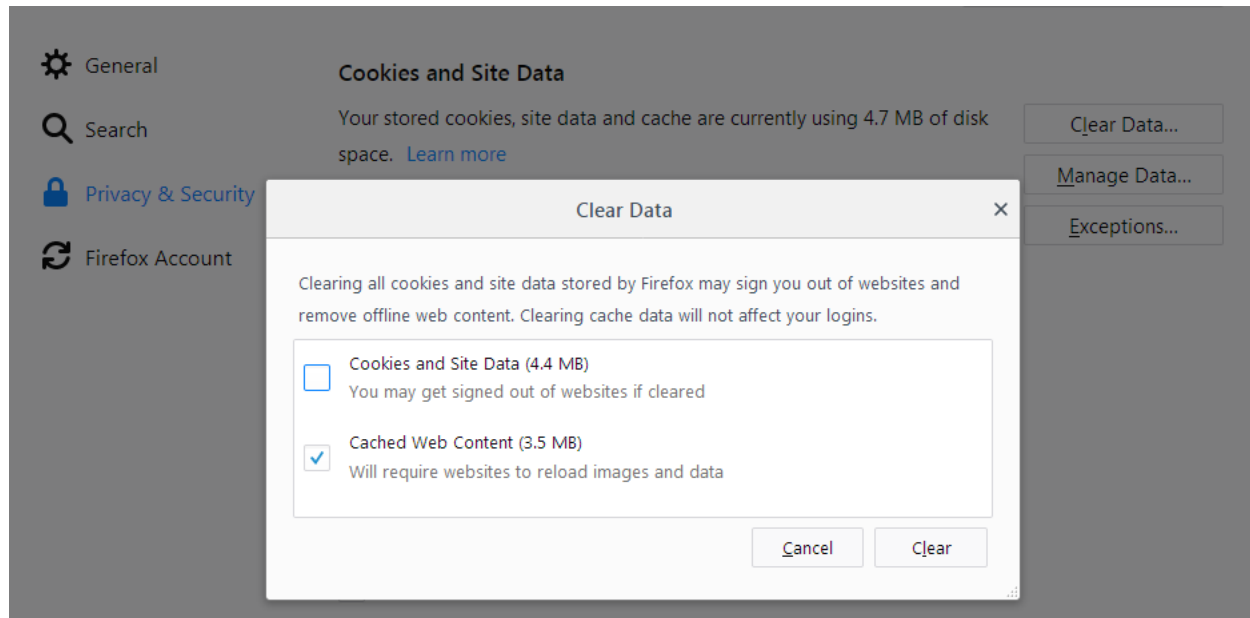 General
Search
Privacy & Security
Firefox Account
Cookies and Site Data
Your stored cookies, site data and cache are currently using 4.7 MB of disk
space. Learn more
Clear Data...
Manage Data...
Exceptions...
Clear Data
Clearing all cookies and site data stored by Firefox may sign you out of websites and
remove offline web content. Clearing cache data will not affect your logins.
Cookies and Site Data (4.4 MB)
You may get signed out of websites if cleared
Cached Web Content (3.5 MB)
Will require websites to reload images and data
Cancel
Clear